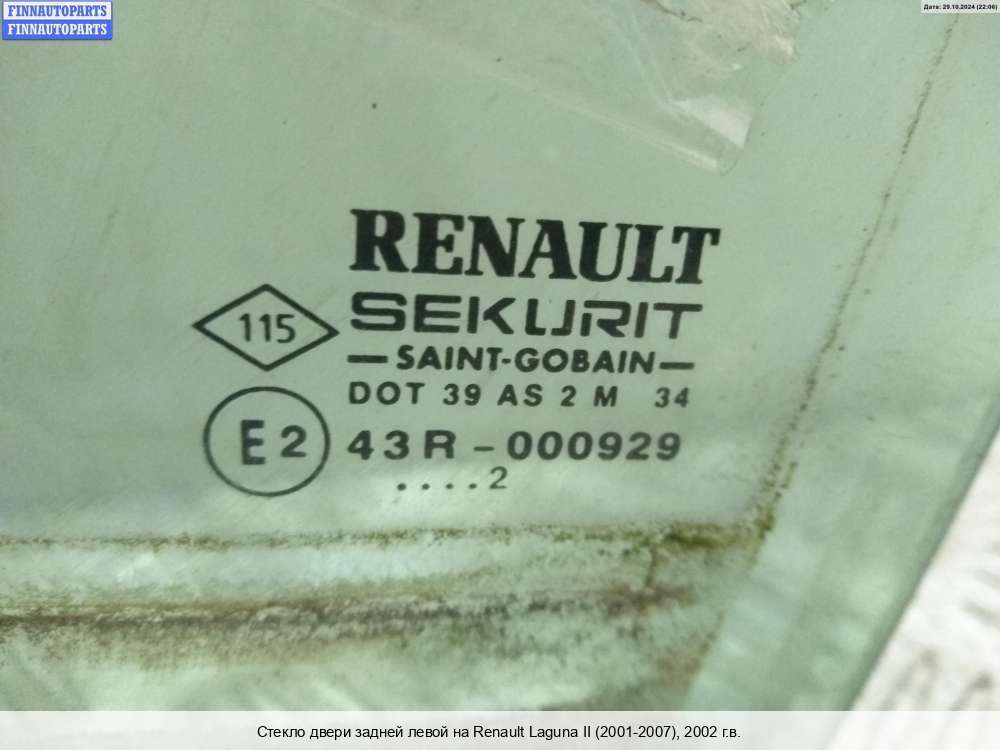 FINNAUTOPARTS
FINNAUTOPARTS
Дата: 29.10.2024 (22:06)
RENAULT
115
SEKURIT
SAINT-GOBAIN
DOT 39 AS 2 M 34
E2
43R-000929
....2
Стекло двери задней левой на Renault Laguna II (2001-2007), 2002 г.в.